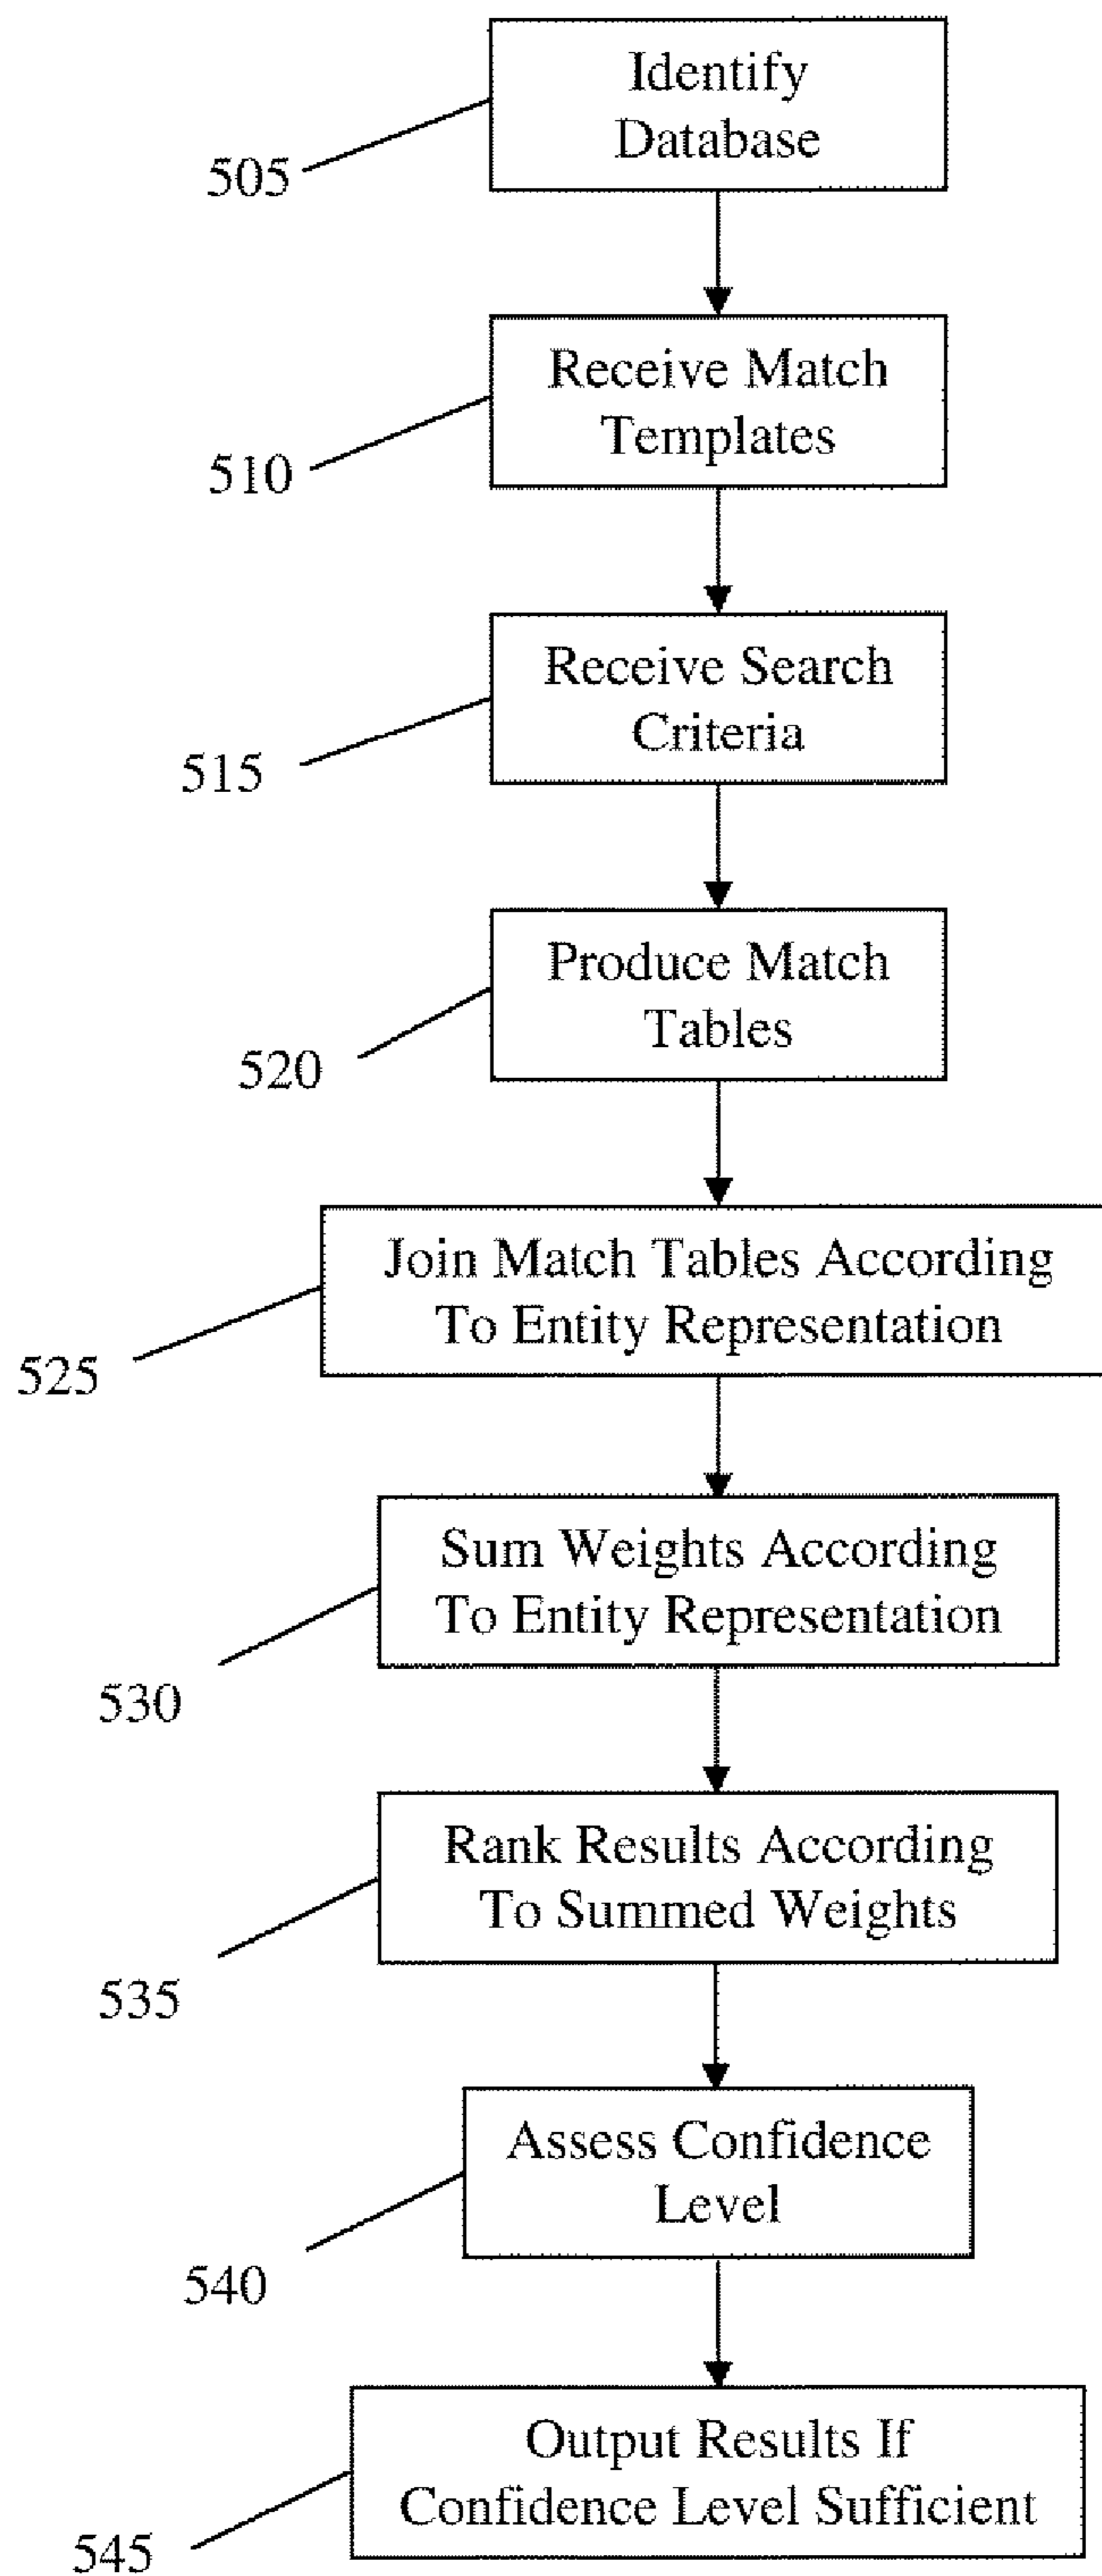 Identify
Database
505
Receive Match
Templates
510
Receive Search
Criteria
515
Produce Match
Tables
520
Join Match Tables According
To Entity Representation
525
Sum Weights According
To Entity Representation
530
Rank Results According
To Summed Weights
535
Assess Confidence
Level
540
Output Results If
Confidence Level Sufficient
545